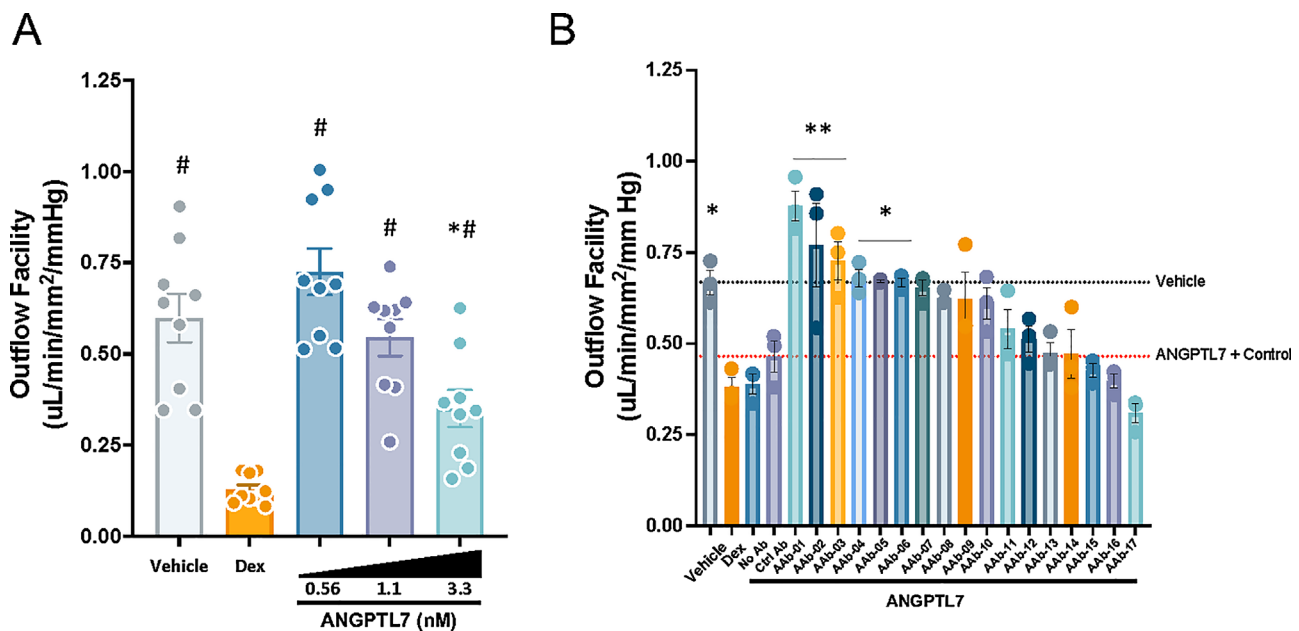 A
Outflow Facility
(uL/min/mm²/mmHg)
1.25
1.00
0.75
0.50
0.25
0.00
#
#
#
*#
Vehicle
Dex
0.56
1.1
3.3
ANGPTL7 (nM)
B
Outflow Facility
(uL/min/mm²/mm Hg)
1.25
1.00
0.75
0.50
0.25
0.00
*
**
*
Vehicle
ANGPTL7 + Control
Vehicle
Dex
No Ab
Ctrl Ab
AAb-01
AAb-02
AAb-03
AAb-04
AAb-05
AAb-06
AAb-07
AAb-08
AAb-09
AAb-10
AAb-11
AAb-12
AAb-13
AAb-14
AAb-15
AAb-16
AAb-17
ANGPTL7